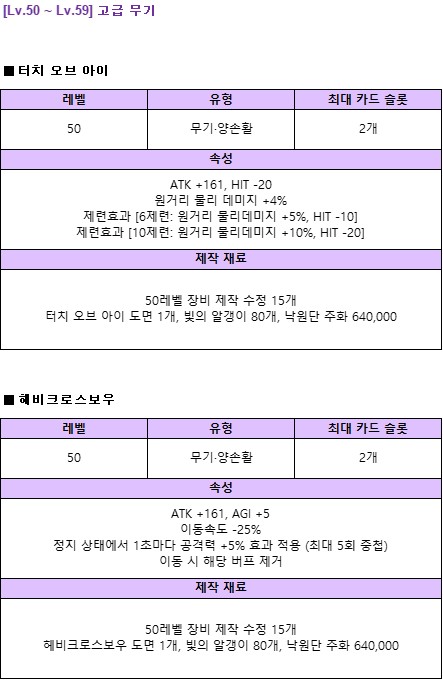 [Lv.50 ~ Lv.59] 고급 무기
■ 터치 오브 아이
레벨 유형 최대 카드 슬롯
50 무기·양손활 2개
속성
ATK +161, HIT -20
원거리 물리 데미지 +4%
제련효과 [6제련: 원거리 물리데미지 +5%, HIT -10]
제련효과 [10제련: 원거리 물리데미지 +10%, HIT -20]
제작 재료
50레벨 장비 제작 수정 15개
터치 오브 아이 도면 1개, 빛의 알갱이 80개, 낙원단 주화 640,000
■ 헤비크로스보우
레벨 유형 최대 카드 슬롯
50 무기·양손활 2개
속성
ATK +161, AGI +5
이동속도 -25%
정지 상태에서 1초마다 공격력 +5% 효과 적용 (최대 5회 중첩)
이동 시 해당 버프 제거
제작 재료
50레벨 장비 제작 수정 15개
헤비크로스보우 도면 1개, 빛의 알갱이 80개, 낙원단 주화 640,000